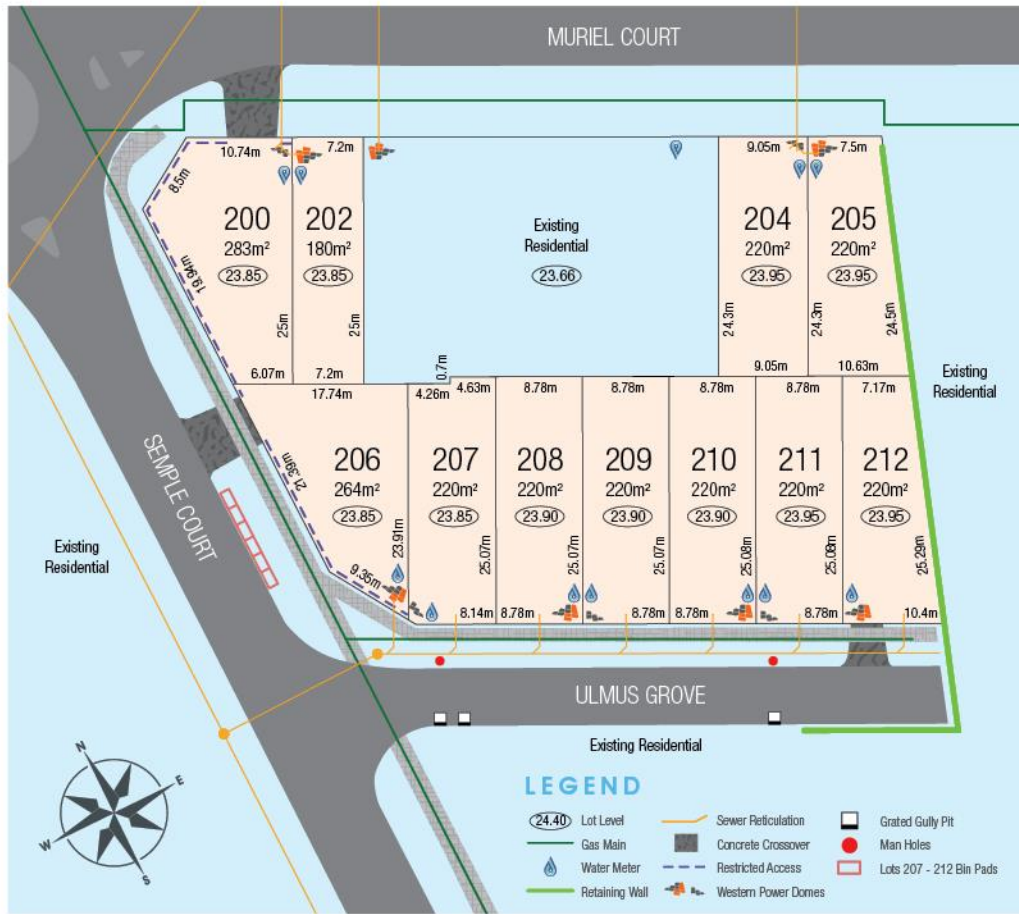 MURIEL COURT
10.74m
7.2m
9.05m
7.5m
8.5m
200
283m²
23.85
202
180m²
23.85
Existing
Residential
23.66
204
220m²
23.95
205
220m²
23.95
19.94m
25m
25m
24.3m
24.3m
24.5m
6.07m
7.2m
0.7m
9.05m
10.63m
Existing
Residential
17.74m
4.26m
4.63m
8.78m
8.78m
8.78m
8.78m
7.17m
SEMPLE COURT
21.39m
206
264m²
23.85
207
220m²
23.85
208
220m²
23.90
209
220m²
23.90
210
220m²
23.90
211
220m²
23.95
212
220m²
23.95
Existing
Residential
23.91m
25.07m
25.07m
25.07m
25.08m
25.08m
25.29m
9.35m
8.14m
8.78m
8.78m
8.78m
8.78m
10.4m
ULMUS GROVE
Existing Residential
N
E
S
W
LEGEND
24.40 Lot Level
Gas Main
Water Meter
Retaining Wall
Sewer Reticulation
Concrete Crossover
Restricted Access
Western Power Domes
Grated Gully Pit
Man Holes
Lots 207 - 212 Bin Pads